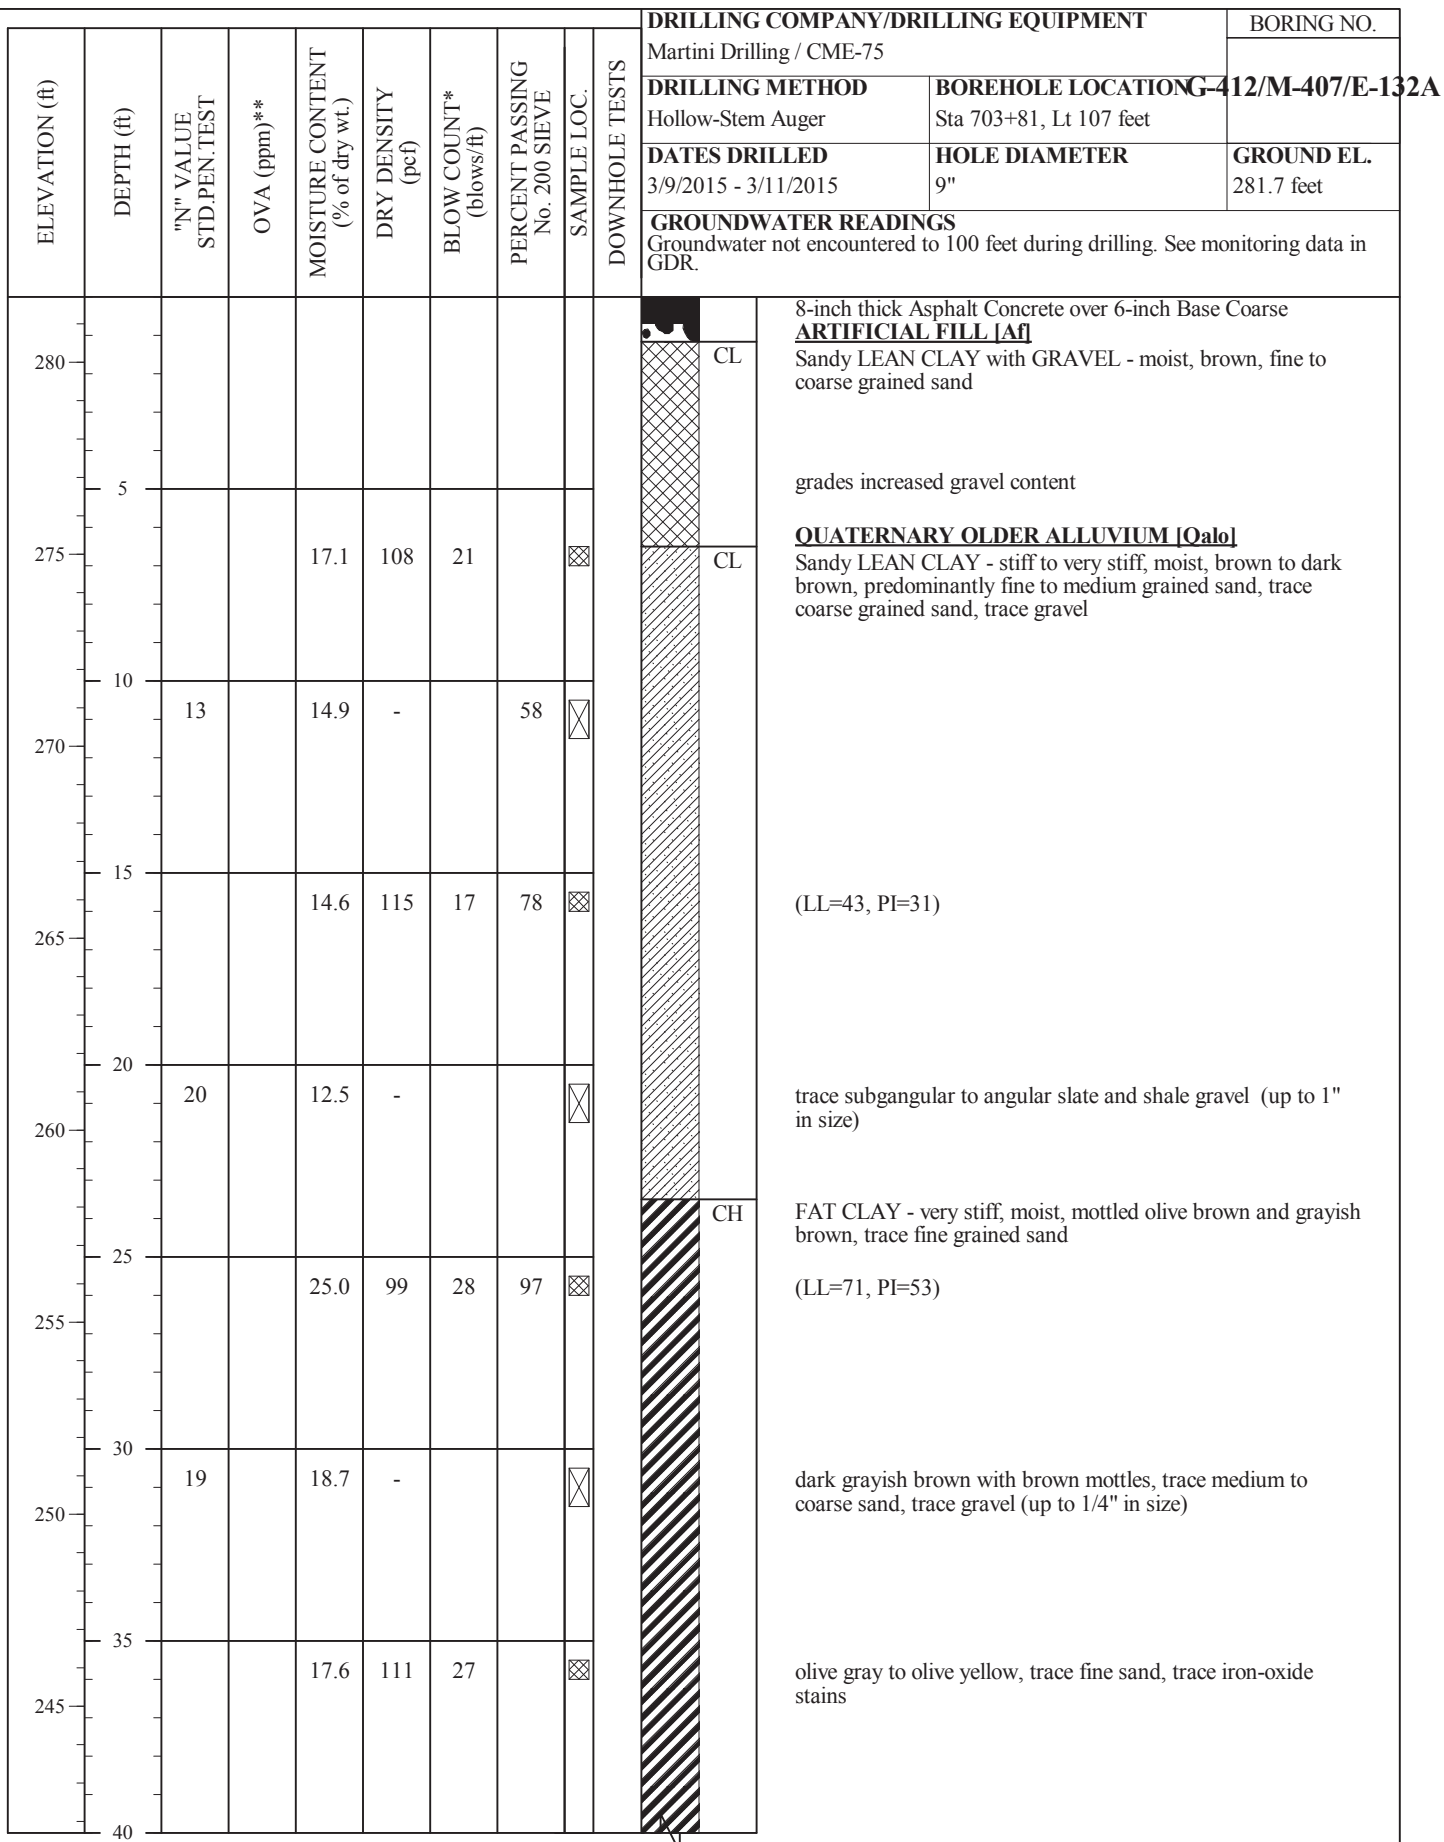 DRILLING COMPANY/DRILLING EQUIPMENT
BORING NO.
Martini Drilling / CME-75
G-412/M-407/E-132A
DRILLING METHOD
BOREHOLE LOCATION
Hollow-Stem Auger
Sta 703+81, Lt 107 feet
DATES DRILLED
HOLE DIAMETER
GROUND EL.
3/9/2015 - 3/11/2015
9"
281.7 feet
GROUNDWATER READINGS
Groundwater not encountered to 100 feet during drilling. See monitoring data in
GDR.
ELEVATION (ft)
DEPTH (ft)
"N" VALUE
STD.PEN.TEST
OVA (ppm)**
MOISTURE CONTENT
(% of dry wt.)
DRY DENSITY
(pcf)
BLOW COUNT*
(blows/ft)
PERCENT PASSING
No. 200 SIEVE
SAMPLE LOC.
DOWNHOLE TESTS
8-inch thick Asphalt Concrete over 6-inch Base Coarse
ARTIFICIAL FILL [Af]
280 CL Sandy LEAN CLAY with GRAVEL - moist, brown, fine to
coarse grained sand
5 grades increased gravel content
QUATERNARY OLDER ALLUVIUM [Qalo]
275 17.1 108 21 CL Sandy LEAN CLAY - stiff to very stiff, moist, brown to dark
brown, predominantly fine to medium grained sand, trace
coarse grained sand, trace gravel
10
13 14.9 - 58
270
15
14.6 115 17 78 (LL=43, PI=31)
265
20
20 12.5 - trace subgangular to angular slate and shale gravel (up to 1"
260 in size)
CH FAT CLAY - very stiff, moist, mottled olive brown and grayish
brown, trace fine grained sand
25
25.0 99 28 97 (LL=71, PI=53)
255
30
19 18.7 - dark grayish brown with brown mottles, trace medium to
coarse sand, trace gravel (up to 1/4" in size)
250
35
17.6 111 27 olive gray to olive yellow, trace fine sand, trace iron-oxide
stains
245
40